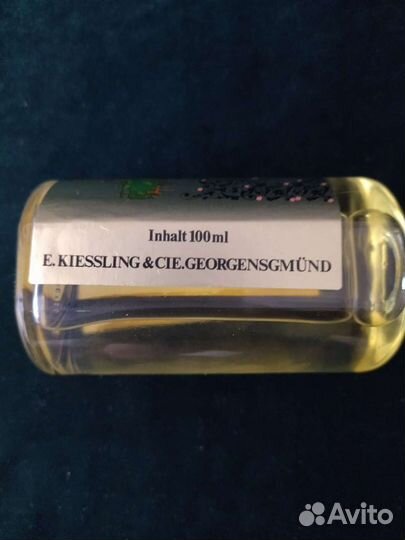 Inhalt 100 ml
E. KIESSLING & CIE. GEORGENSGMÜND
Avito